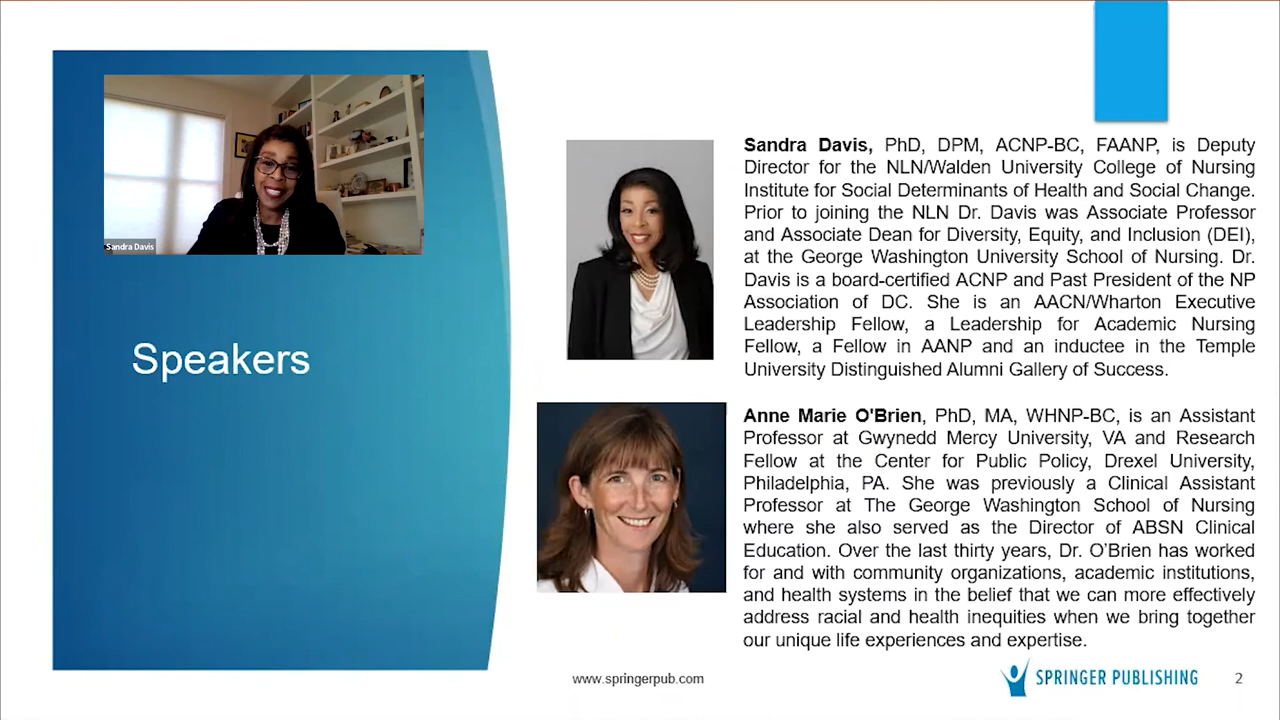 Sandra Davis
Speakers
Sandra Davis, PhD, DPM, ACNP-BC, FAANP, is Deputy
Director for the NLN/Walden University College of Nursing
Institute for Social Determinants of Health and Social Change.
Prior to joining the NLN Dr. Davis was Associate Professor
and Associate Dean for Diversity, Equity, and Inclusion (DEI),
at the George Washington University School of Nursing. Dr.
Davis is a board-certified ACNP and Past President of the NP
Association of DC. She is an AACN/Wharton Executive
Leadership Fellow, a Leadership for Academic Nursing
Fellow, a Fellow in AANP and an inductee in the Temple
University Distinguished Alumni Gallery of Success.
Anne Marie O'Brien, PhD, MA, WHNP-BC, is an Assistant
Professor at Gwynedd Mercy University, VA and Research
Fellow at the Center for Public Policy, Drexel University,
Philadelphia, PA. She was previously a Clinical Assistant
Professor at The George Washington School of Nursing
where she also served as the Director of ABSN Clinical
Education. Over the last thirty years, Dr. O’Brien has worked
for and with community organizations, academic institutions,
and health systems in the belief that we can more effectively
address racial and health inequities when we bring together
our unique life experiences and expertise.
www.springerpub.com
SPRINGER PUBLISHING
2